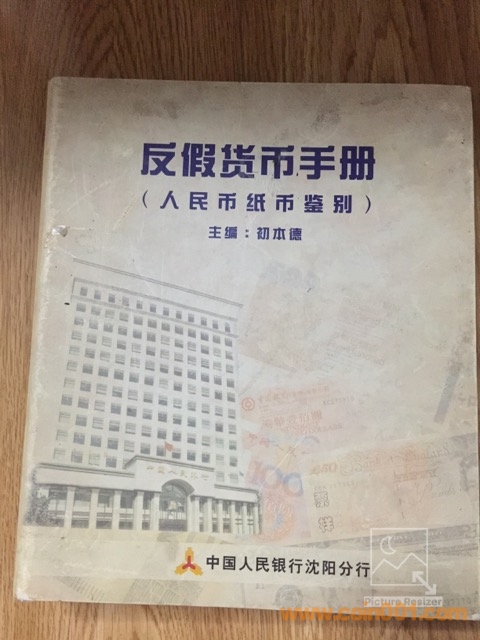 反假货币手册
（人民币纸币鉴别）
主编：初本德
100
中国人民银行沈阳分行
Picture Resizer